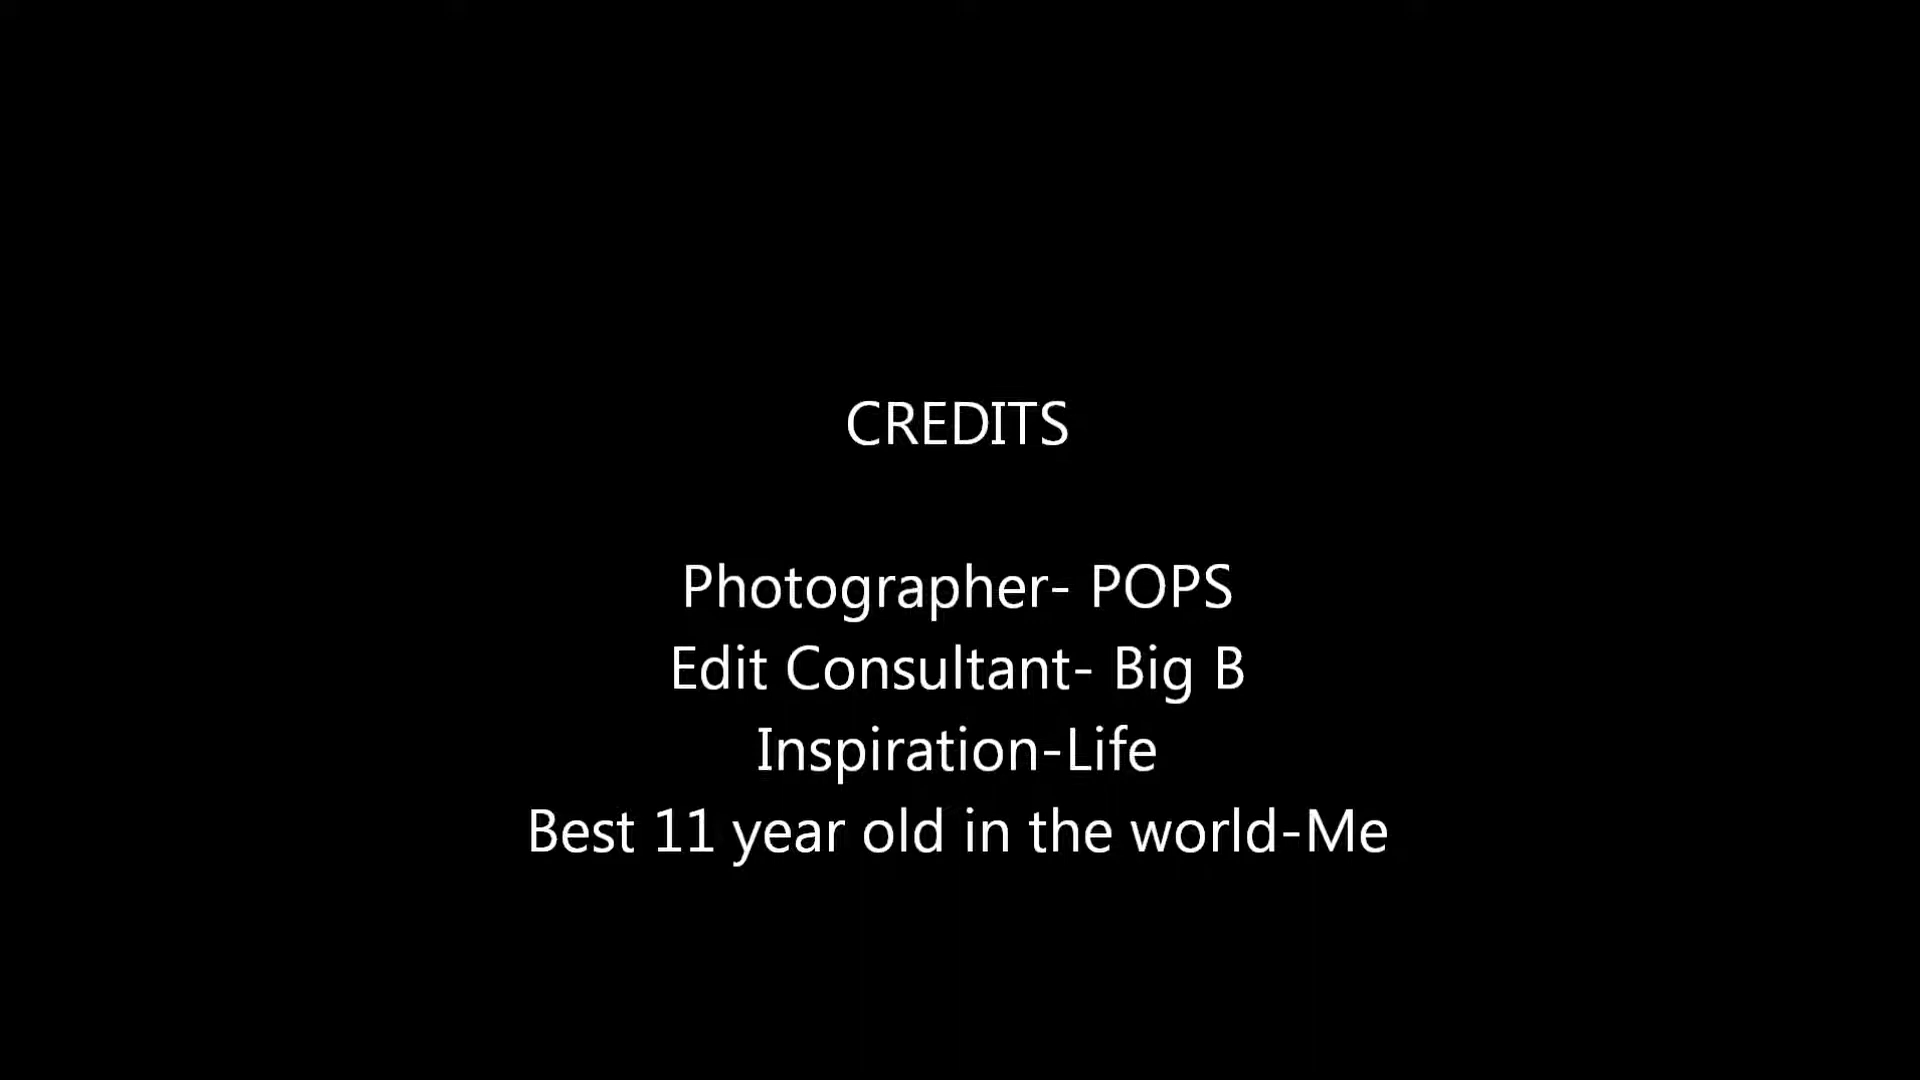 CREDITS
Photographer- POPS
Edit Consultant- Big B
Inspiration-Life
Best 11 year old in the world-Me